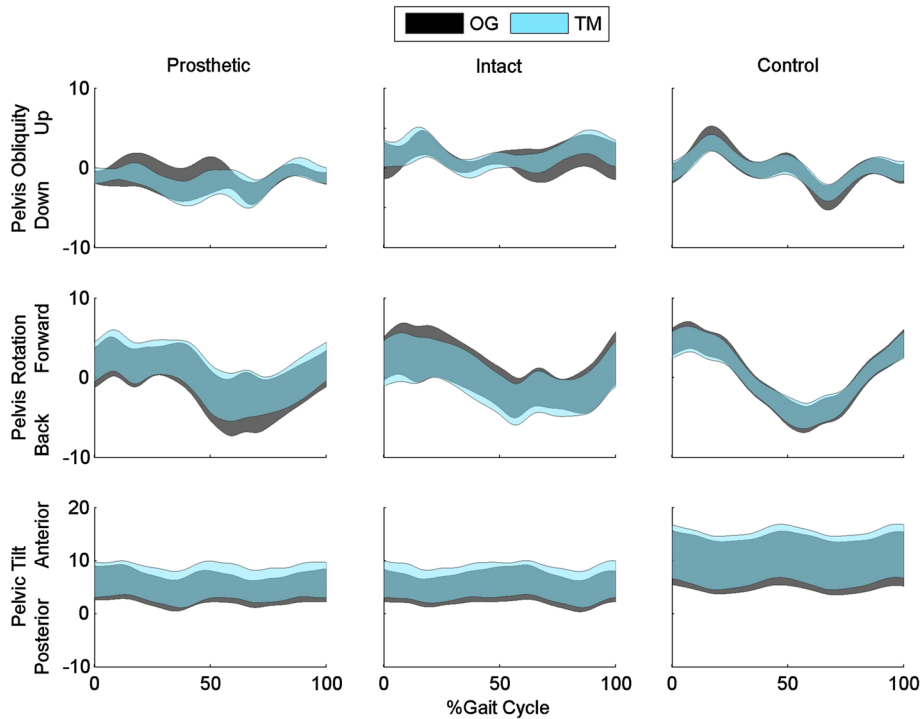 OG TM
Prosthetic Intact Control
Pelvis Obliquity
Down Up
10
0
-10
Pelvis Rotation
Back Forward
10
0
-10
Pelvic Tilt
Posterior Anterior
20
10
0
-10
0 50 100 0 50 100 0 50 100
%Gait Cycle